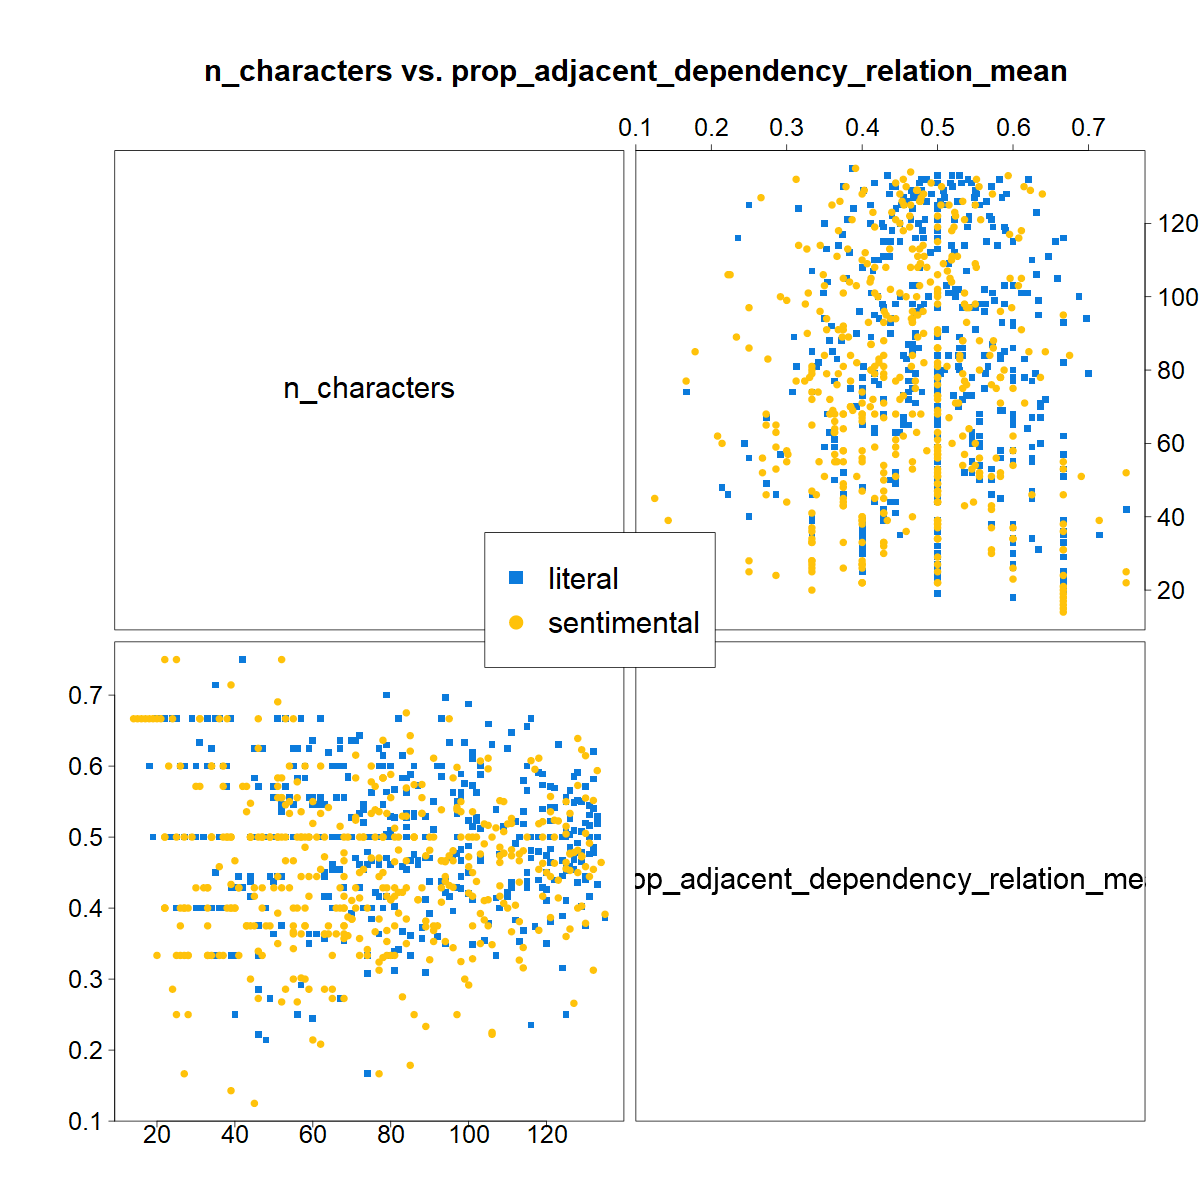 n_characters vs. prop_adjacent_dependency_relation_mean
0.1 0.2 0.3 0.4 0.5 0.6 0.7
n_characters
120
100
80
60
40
20
literal
sentimental
0.7
0.6
0.5
0.4
0.3
0.2
0.1
op_adjacent_dependency_relation_me
20 40 60 80 100 120